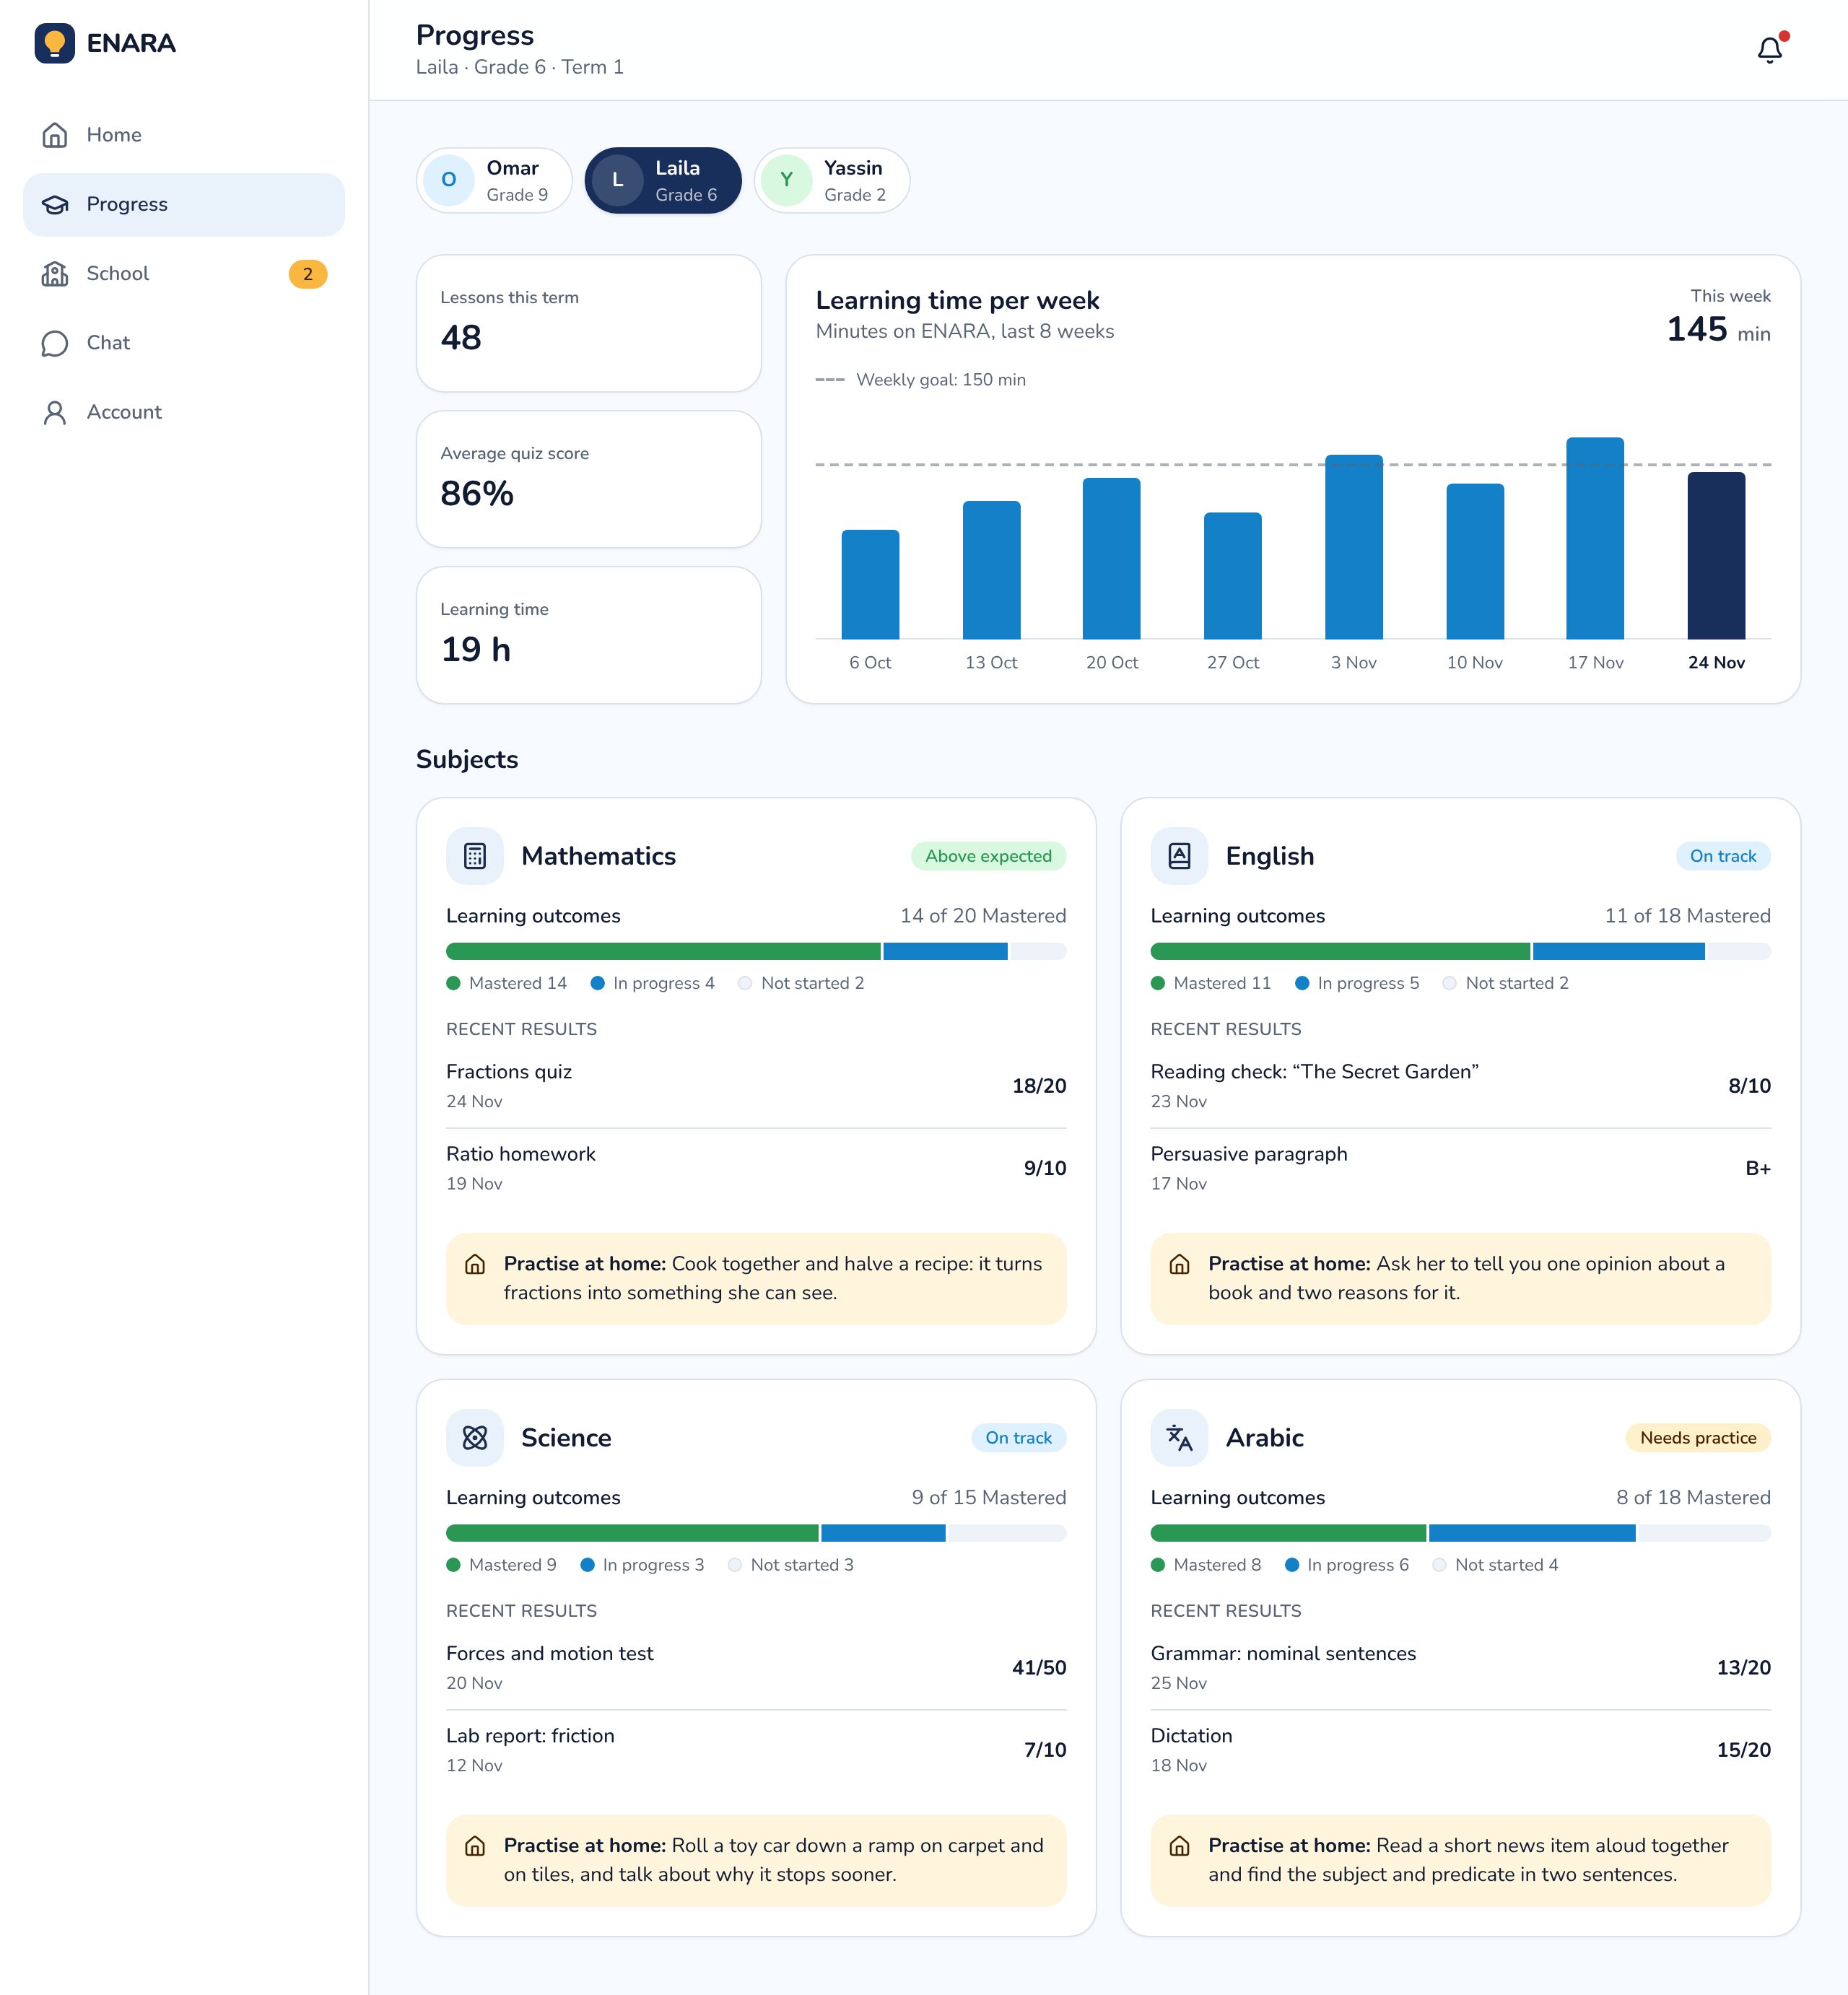 ENARA
Home
Progress
School
2
Chat
Account
Progress
Laila · Grade 6 · Term 1
O
Omar
Grade 9
L
Laila
Grade 6
Y
Yassin
Grade 2
Lessons this term
48
Average quiz score
86%
Learning time
19 h
Learning time per week
Minutes on ENARA, last 8 weeks
This week
145 min
Weekly goal: 150 min
6 Oct
13 Oct
20 Oct
27 Oct
3 Nov
10 Nov
17 Nov
24 Nov
Subjects
Mathematics
Above expected
Learning outcomes
14 of 20 Mastered
Mastered 14
In progress 4
Not started 2
RECENT RESULTS
Fractions quiz
24 Nov
18/20
Ratio homework
19 Nov
9/10
Practise at home: Cook together and halve a recipe: it turns
fractions into something she can see.
English
On track
Learning outcomes
11 of 18 Mastered
Mastered 11
In progress 5
Not started 2
RECENT RESULTS
Reading check: “The Secret Garden”
23 Nov
8/10
Persuasive paragraph
17 Nov
B+
Practise at home: Ask her to tell you one opinion about a
book and two reasons for it.
Science
On track
Learning outcomes
9 of 15 Mastered
Mastered 9
In progress 3
Not started 3
RECENT RESULTS
Forces and motion test
20 Nov
41/50
Lab report: friction
12 Nov
7/10
Practise at home: Roll a toy car down a ramp on carpet and
on tiles, and talk about why it stops sooner.
Arabic
Needs practice
Learning outcomes
8 of 18 Mastered
Mastered 8
In progress 6
Not started 4
RECENT RESULTS
Grammar: nominal sentences
25 Nov
13/20
Dictation
18 Nov
15/20
Practise at home: Read a short news item aloud together
and find the subject and predicate in two sentences.